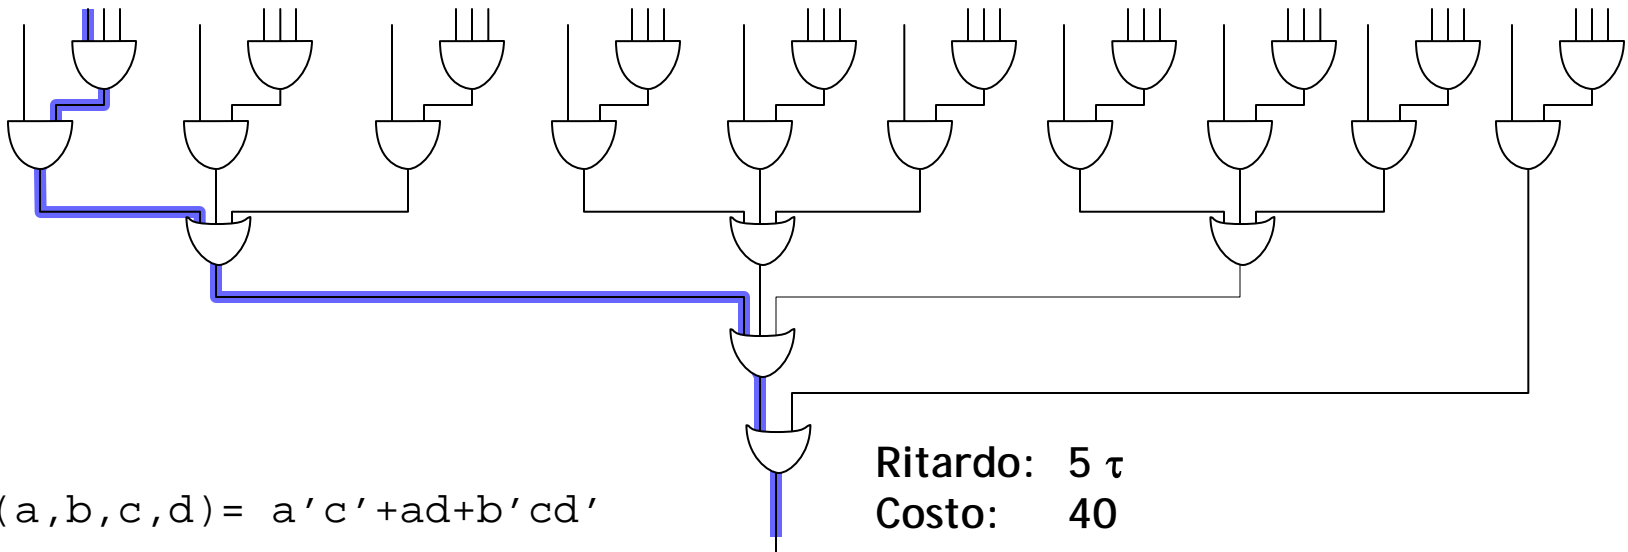 Ritardo: 5 τ
(a,b,c,d)= a′c′+ad+b′cd′
Costo: 40